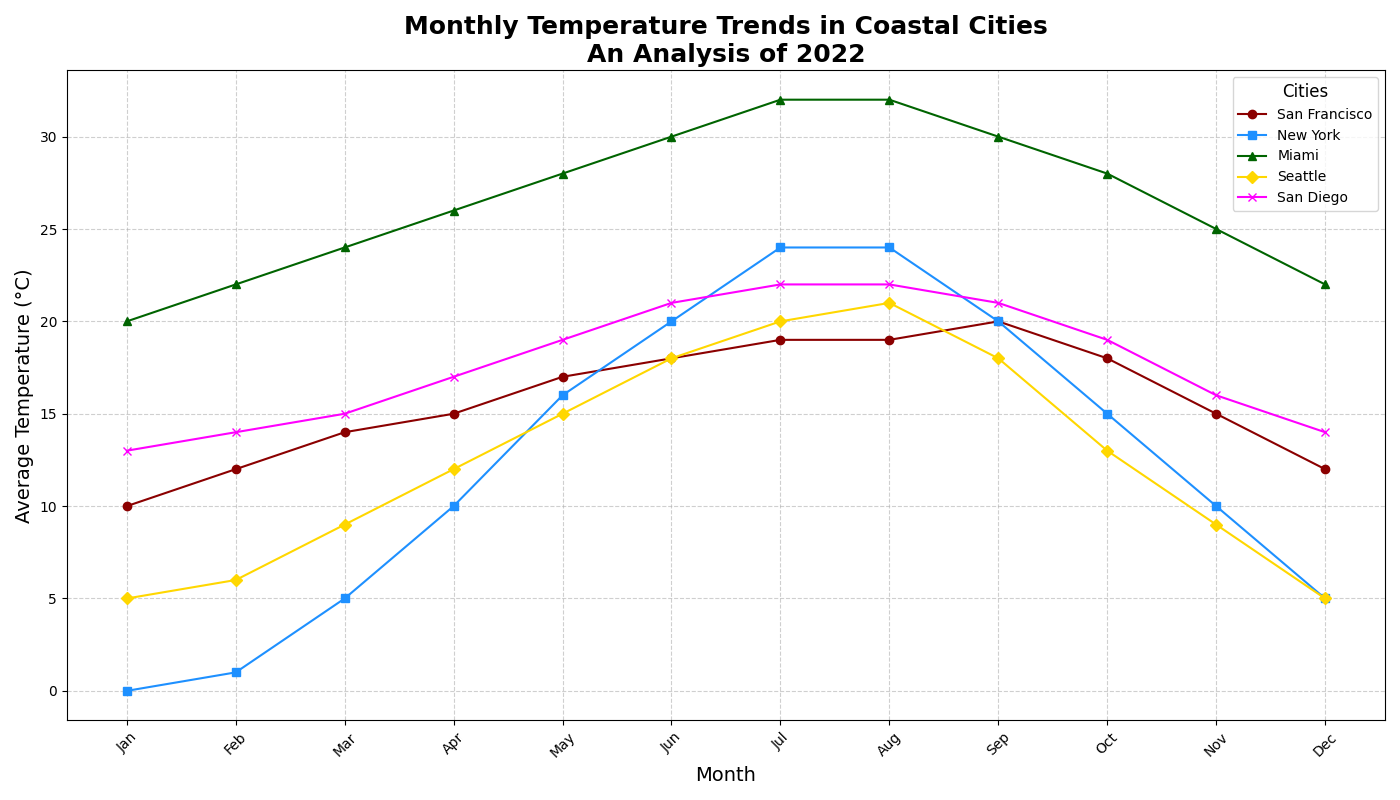 Monthly Temperature Trends in Coastal Cities
An Analysis of 2022
Cities
San Francisco
New York
Miami
Seattle
San Diego
Average Temperature (°C)
30
25
20
15
10
5
0
Jan
Feb
Mar
Apr
May
Jun
Jul
Aug
Sep
Oct
Nov
Dec
Month